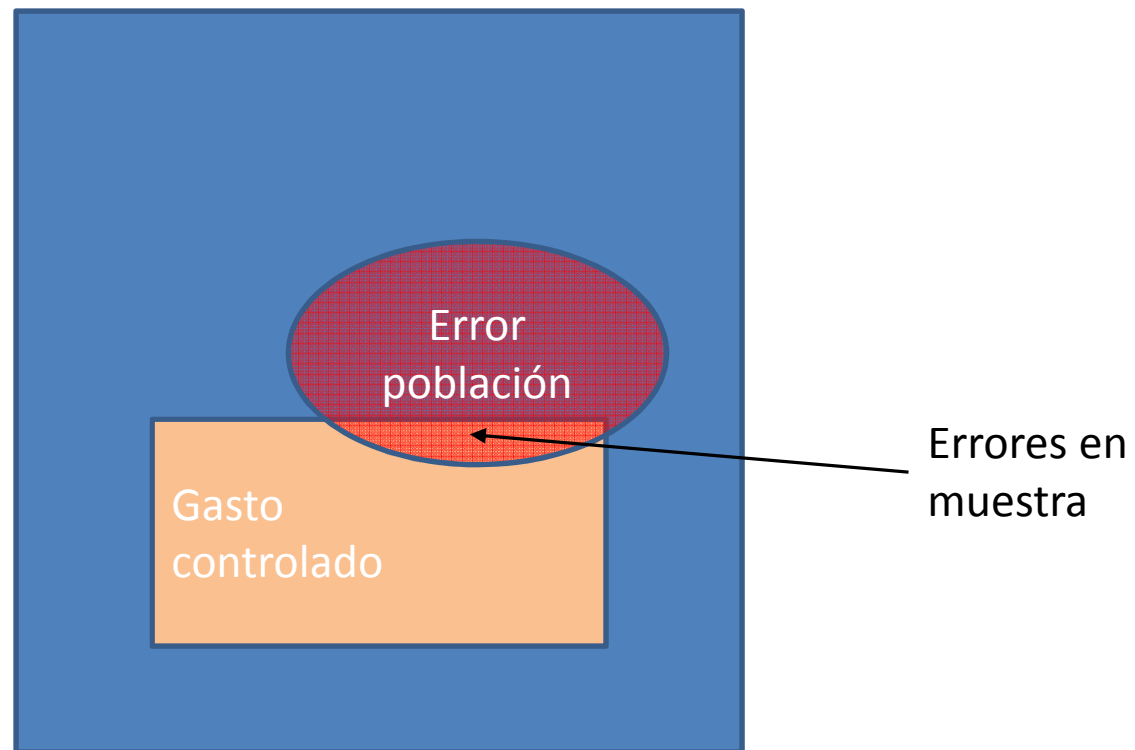 Error
población
Errores en
muestra
Gasto
controlado